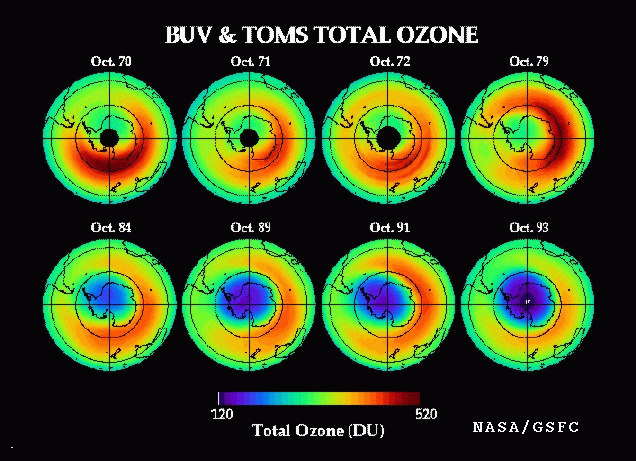 BUV & TOMS TOTAL OZONE
Oct. 70 Oct. 71 Oct. 72 Oct. 79
Oct. 84 Oct. 89 Oct. 91 Oct. 93
120 520
Total Ozone (DU)
NASA/GSFC